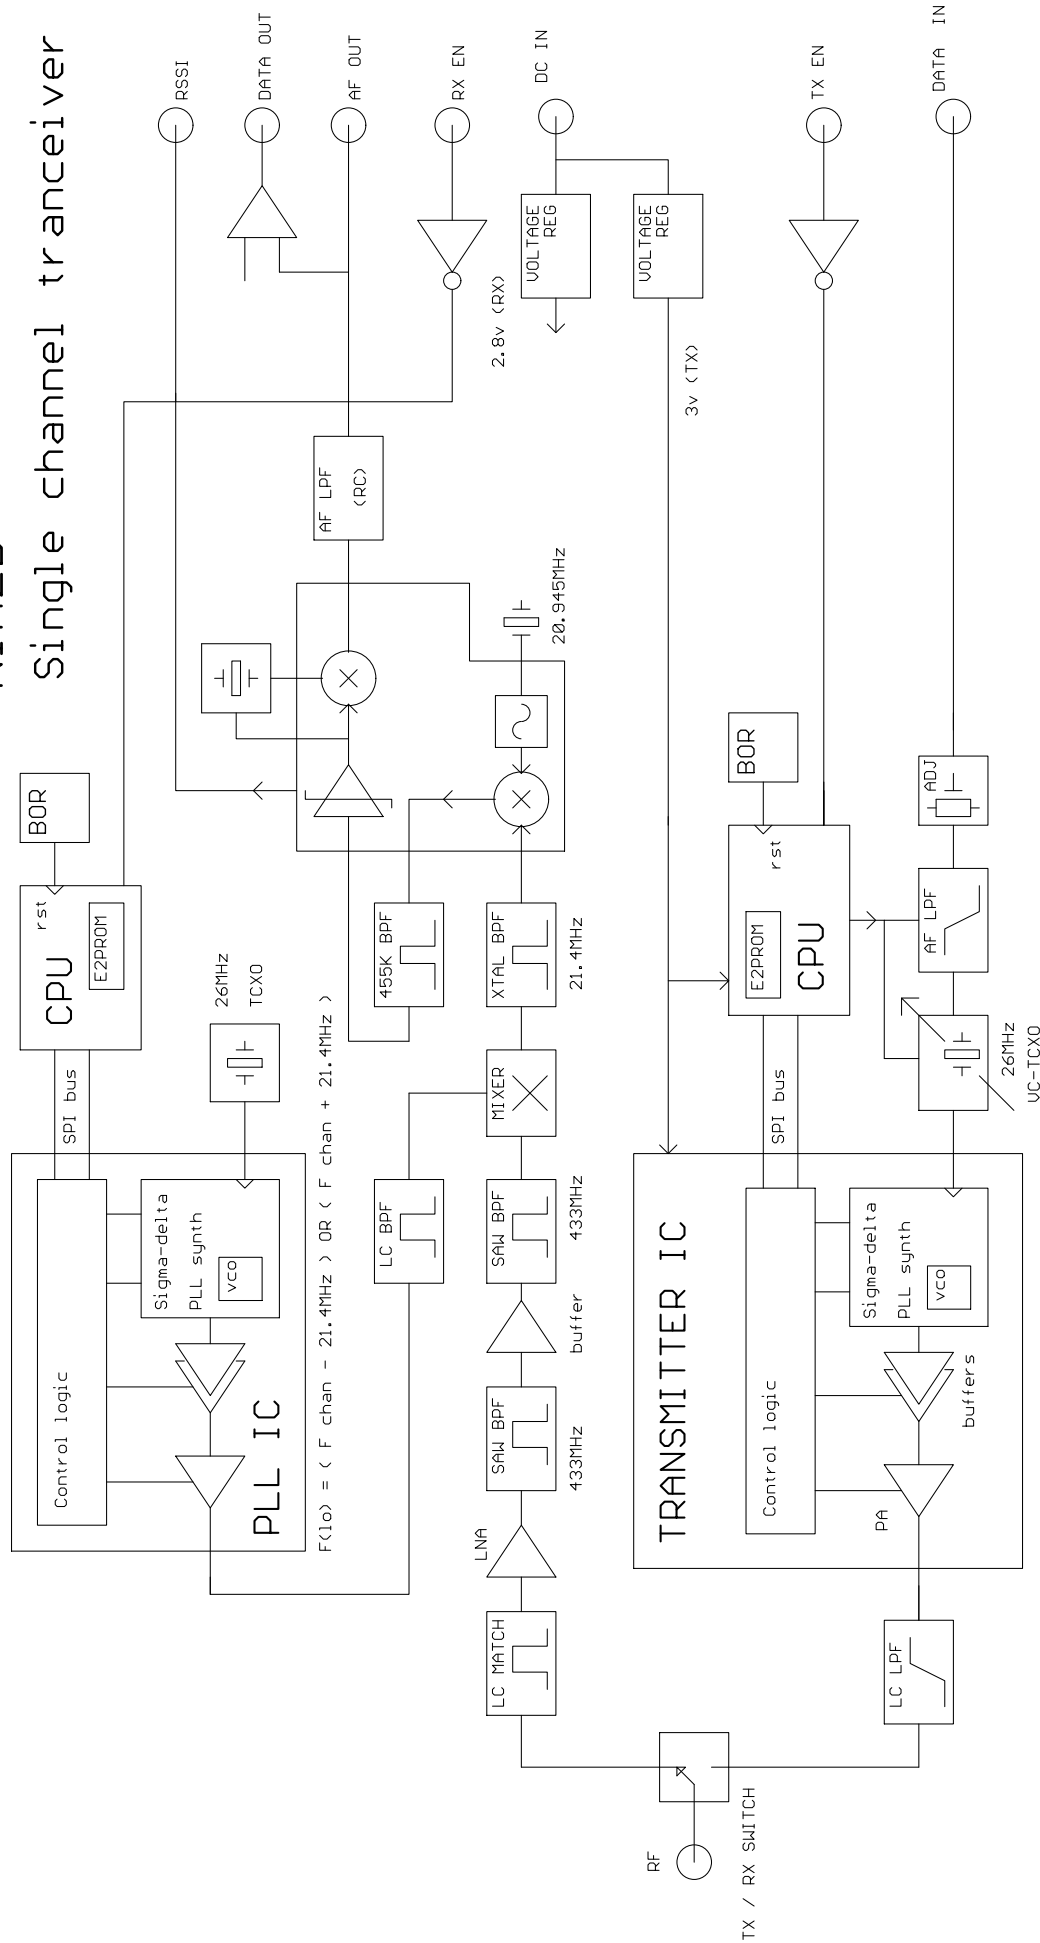 Single channel tranceiver
RSSI
DATA OUT
AF OUT
RX EN
DC IN
TX EN
DATA IN
BOR
rst
CPU
E2PROM
SPI bus
26MHz
TCXO
Control logic
Sigma-delta
PLL synth
vco
PLL IC
F(lo) = ( F chan - 21.4MHz ) OR ( F chan + 21.4MHz )
AF LPF
(RC)
20.945MHz
455K BPF
XTAL BPF
21.4MHz
MIXER
LC BPF
SAW BPF
433MHz
buffer
SAW BPF
433MHz
LNA
LC MATCH
VOLTAGE
REG
2.8v (RX)
VOLTAGE
REG
3v (TX)
BOR
rst
E2PROM
CPU
SPI bus
ADJ
AF LPF
26MHz
VC-TCXO
TRANSMITTER IC
Control logic
Sigma-delta
PLL synth
vco
buffers
PA
LC LPF
RF
TX / RX SWITCH